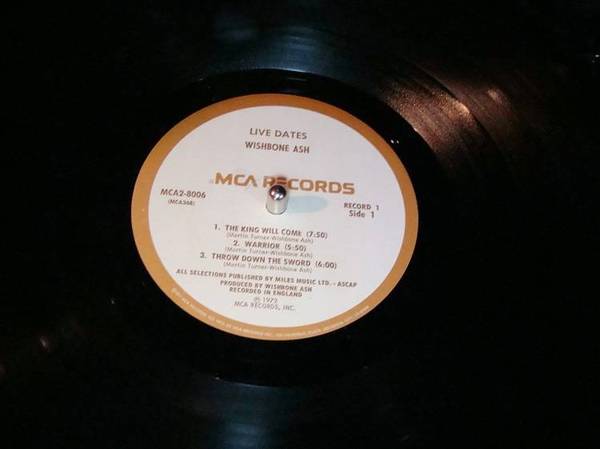 LIVE DATES
WISHBONE ASH
MCA RECORDS
MCA2-8006
(MCA368)
RECORD 1
Side 1
1. THE KING WILL COME (7:50)
(Martin Turner-Wishbone Ash)
2. WARRIOR (5:50)
(Martin Turner-Wishbone Ash)
3. THROW DOWN THE SWORD (6:00)
(Martin Turner-Wishbone Ash)
ALL SELECTIONS PUBLISHED BY MILES MUSIC LTD. - ASCAP
PRODUCED BY WISHBONE ASH
RECORDED IN ENGLAND
℗ 1973
MCA RECORDS, INC.